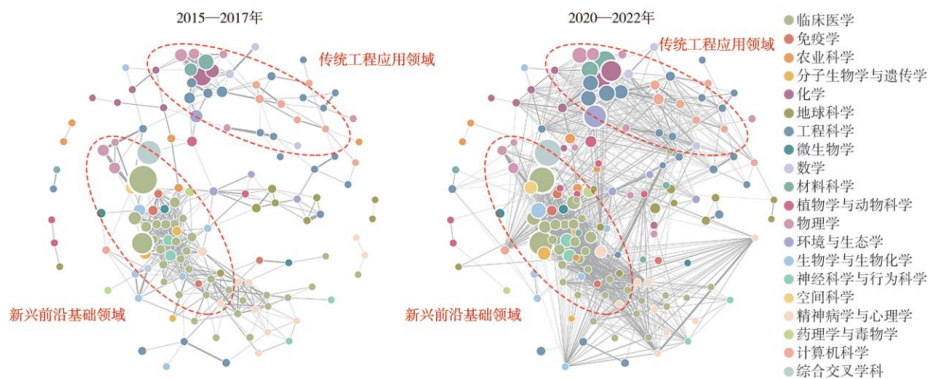 2015—2017年
2020—2022年
传统工程应用领域
传统工程应用领域
新兴前沿基础领域
新兴前沿基础领域
临床医学
免疫学
农业科学
分子生物学与遗传学
化学
地球科学
工程科学
微生物学
数学
材料科学
植物学与动物科学
物理学
环境与生态学
生物学与生物化学
神经科学与行为科学
空间科学
精神病学与心理学
药理学与毒物学
计算机科学
综合交叉学科